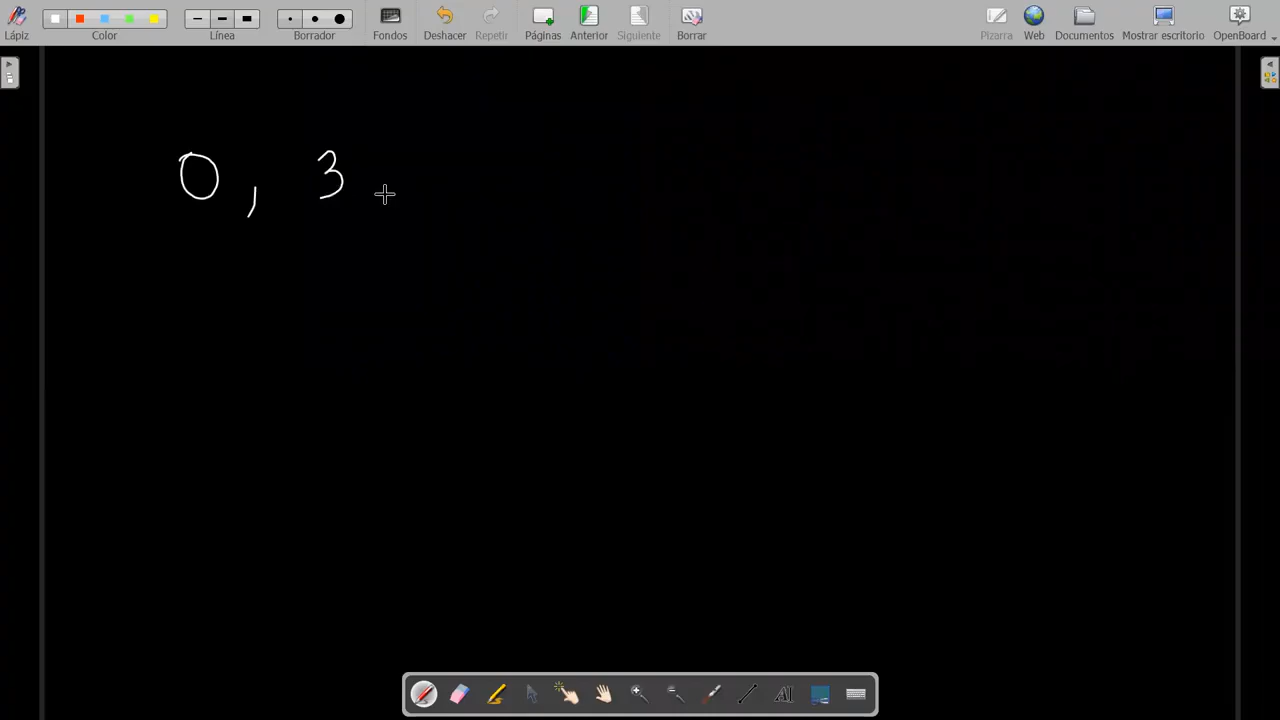 Lápiz Color Línea Borrador Fondos Deshacer Repetir Páginas Anterior Siguiente Borrar Pizarra Web Documentos Mostrar escritorio OpenBoard
0, 3
AI